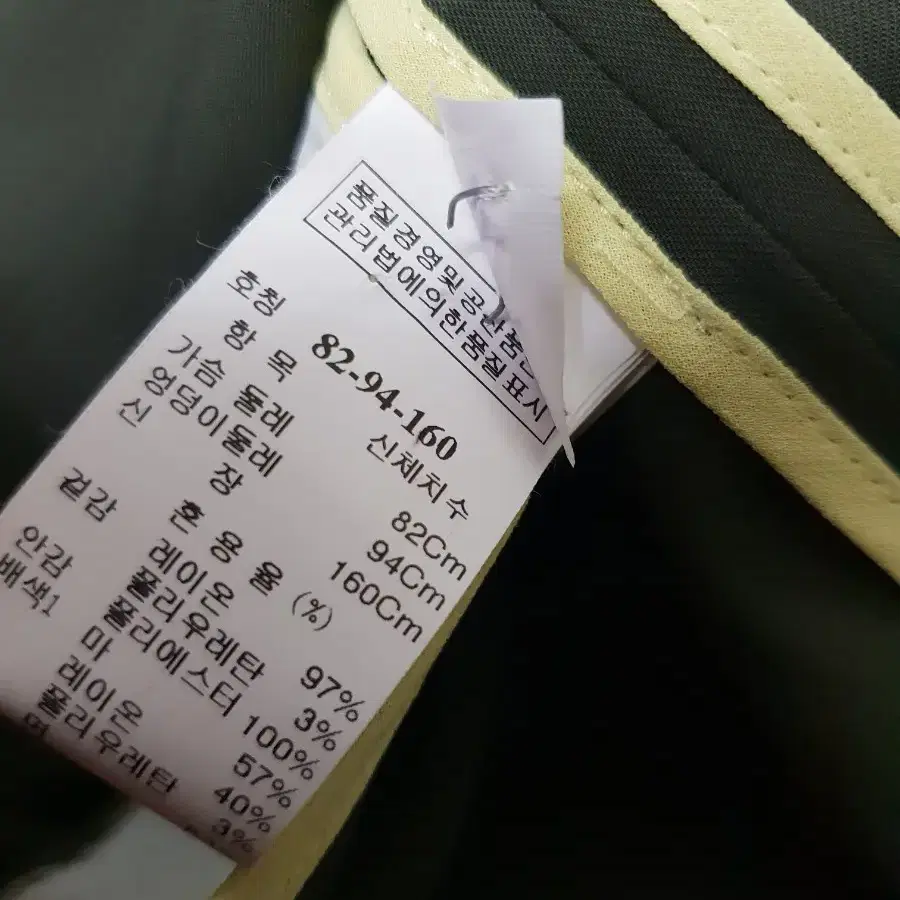 품질경영및공산품
관리법에의한품질표시
호칭 82-94-160
항 목 신체치수
가슴 둘레 82Cm
엉덩이둘레 94Cm
신 장 160Cm
혼 용 율 (%)
겉감 레이온 97%
폴리우레탄 3%
안감 폴리에스터 100%
배색1 마 57%
레이온 40%
폴리우레탄 3%